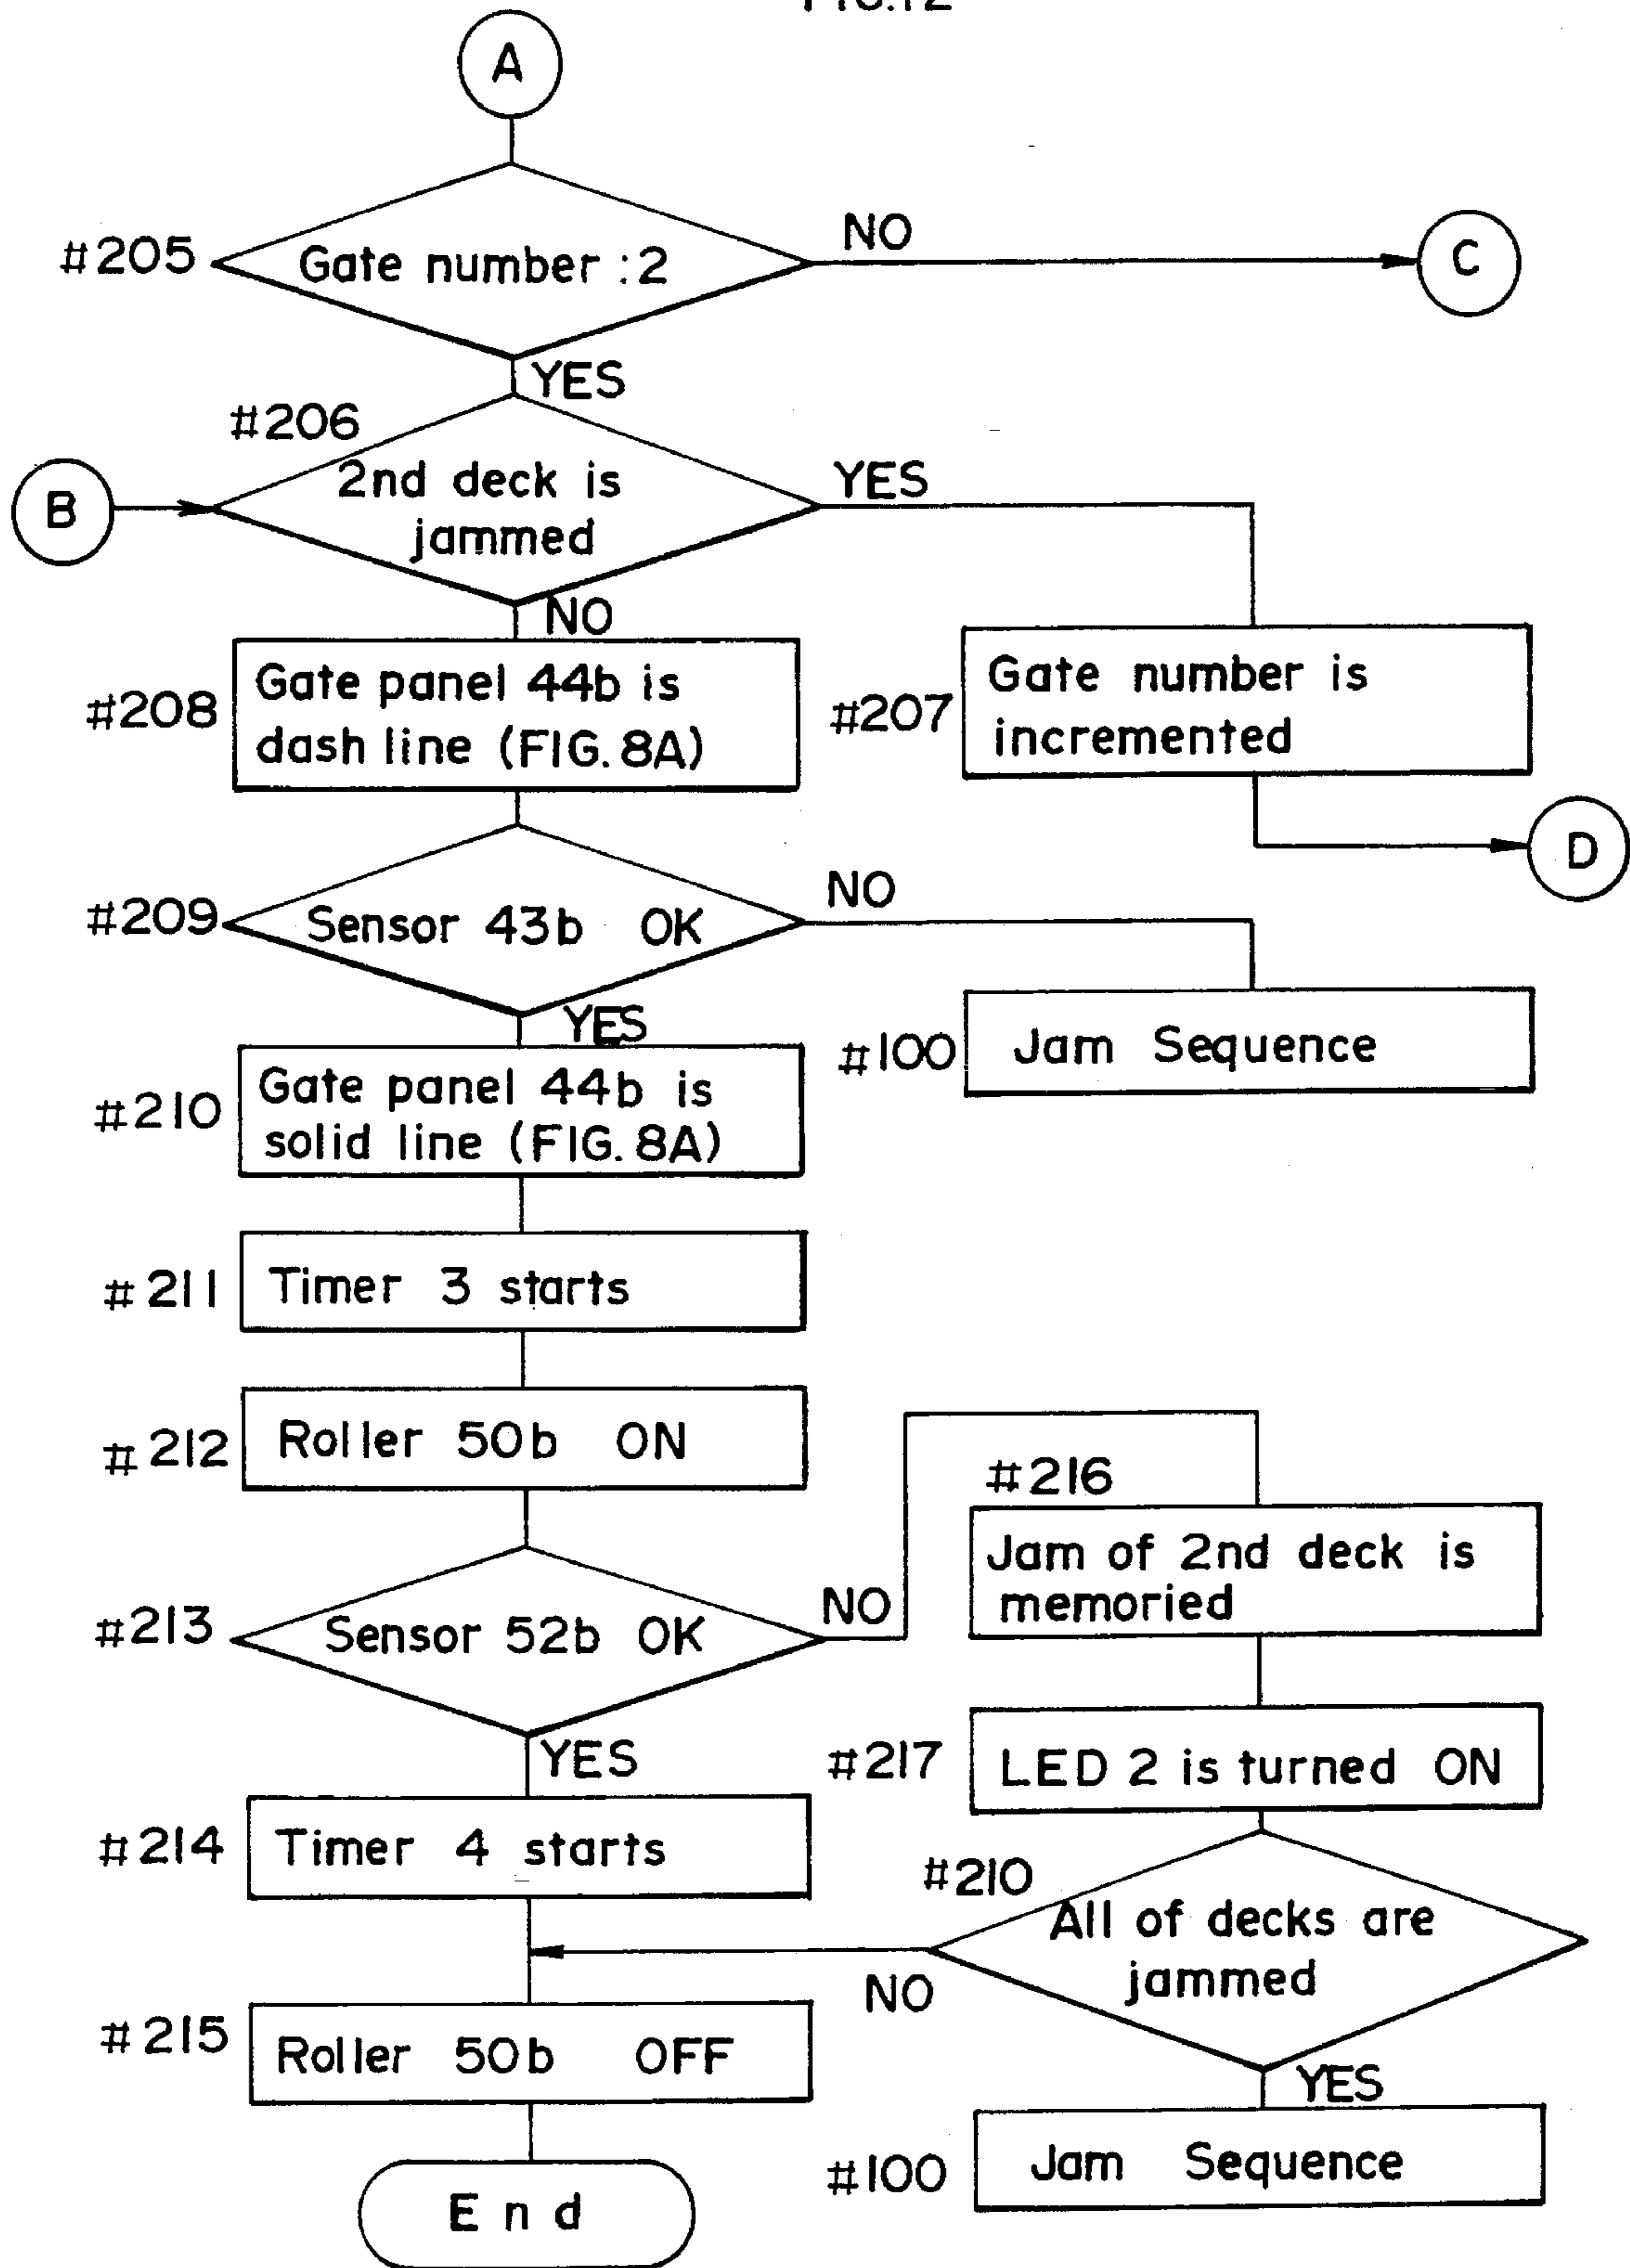 FIG.12
A
#205
Gate number :2
NO
C
YES
#206
B
2nd deck is
jammed
YES
NO
#208
Gate panel 44b is
dash line (FIG. 8A)
#207
Gate number is
incremented
D
#209
Sensor 43b OK
NO
YES
#100
Jam Sequence
#210
Gate panel 44b is
solid line (FIG. 8A)
#211
Timer 3 starts
#212
Roller 50b ON
#216
Jam of 2nd deck is
memoried
#213
Sensor 52b OK
NO
YES
#217
LED 2 is turned ON
#214
Timer 4 starts
#210
All of decks are
jammed
NO
YES
#215
Roller 50b OFF
#100
Jam Sequence
End